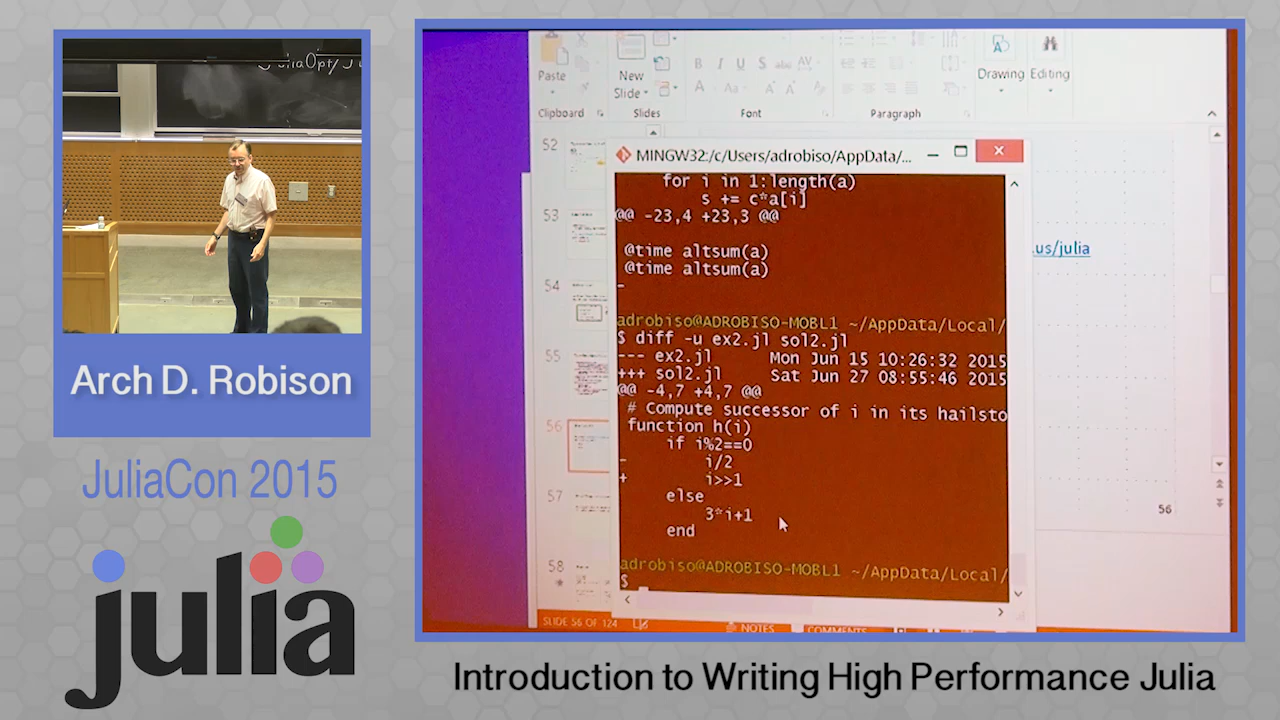 JuliaOpt/J
Arch D. Robison
JuliaCon 2015
julia
Paste
New
Slide
Drawing
Editing
B I U S abc AV
Aa
Clipboard
Slides
Font
Paragraph
52
53
54
55
56
57
58
MINGW32:/c/Users/adrobiso/AppData/...
for i in 1:length(a)
s += c*a[i]
@@ -23,4 +23,3 @@
@time altsum(a)
@time altsum(a)
-
adrobiso@ADROBISO-MOBL1 ~/AppData/Local/
$ diff -u ex2.jl sol2.jl
--- ex2.jl Mon Jun 15 10:26:32 2015
+++ sol2.jl Sat Jun 27 08:55:46 2015
@@ -4,7 +4,7 @@
# Compute successor of i in its hailsto
function h(i)
if i%2==0
- i/2
+ i>>1
else
3*i+1
end
adrobiso@ADROBISO-MOBL1 ~/AppData/Local/
$
.us/julia
56
SLIDE 56 OF 124
NOTES
COMMENTS
Introduction to Writing High Performance Julia